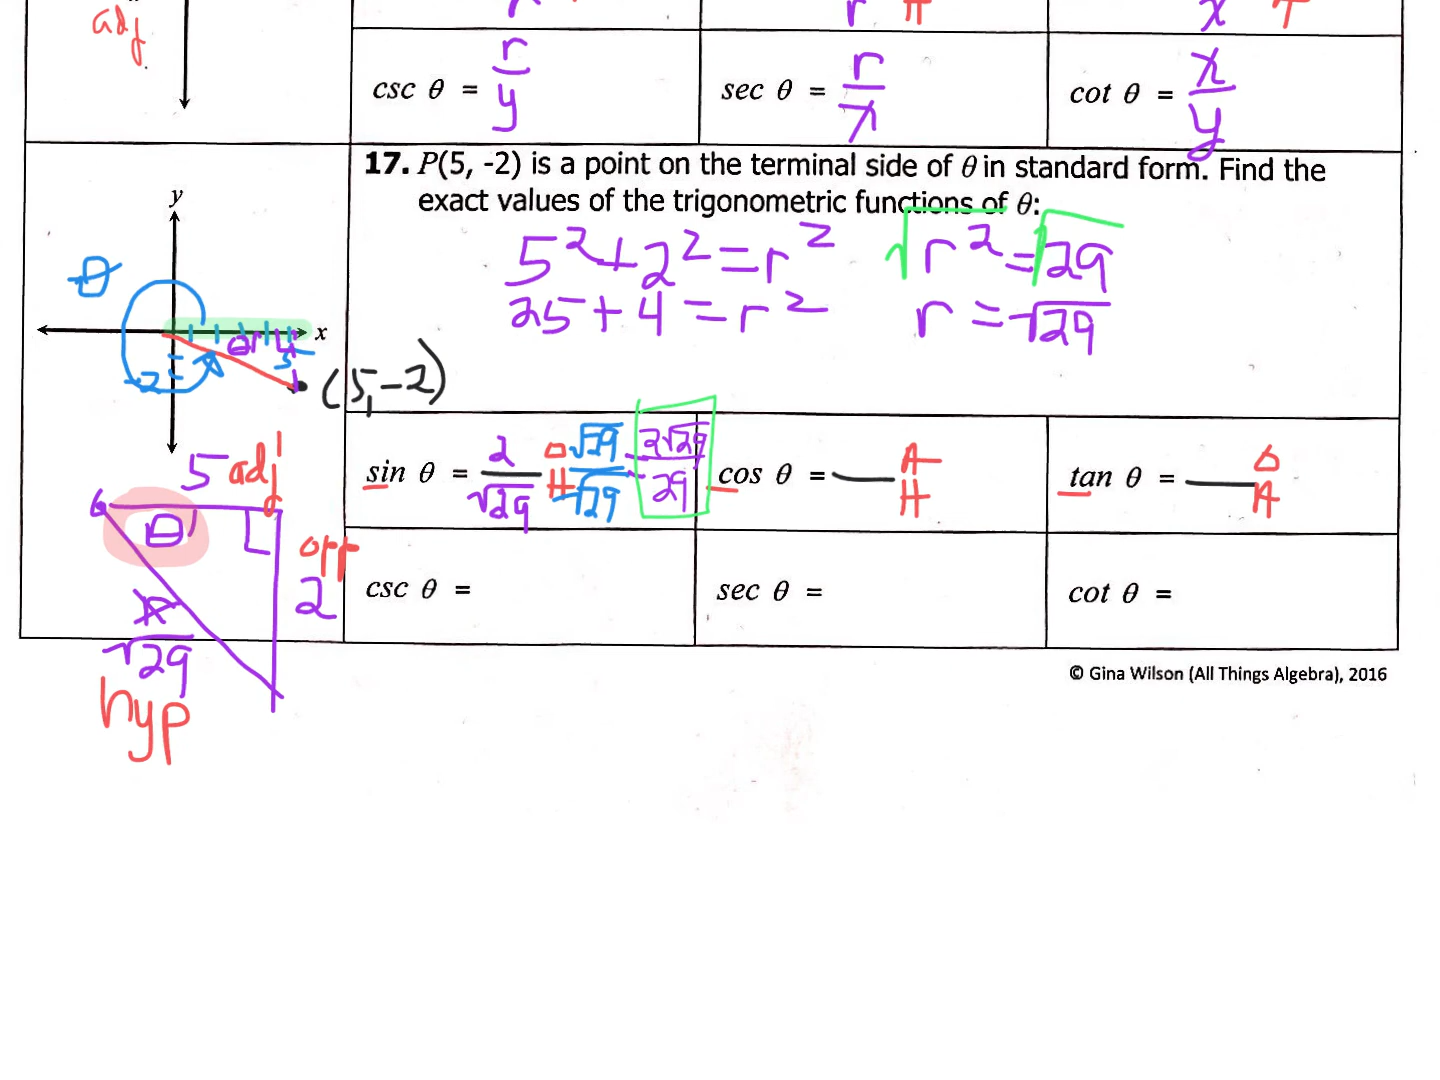 adj
r H
x T
csc θ = r/y
sec θ = r/x
cot θ = x/y
17. P(5, -2) is a point on the terminal side of θ in standard form. Find the
exact values of the trigonometric functions of θ:
5²+2²=r² √r²=√29
25+4=r² r=√29
y
θ
x
θr
5
-2
(5,-2)
sin θ = 2/√29 O/H √29/√29 = 2√29/29
cos θ = A/H
tan θ = O/A
5 adj
θ
opp
2
r
√29
hyp
csc θ =
sec θ =
cot θ =
© Gina Wilson (All Things Algebra), 2016